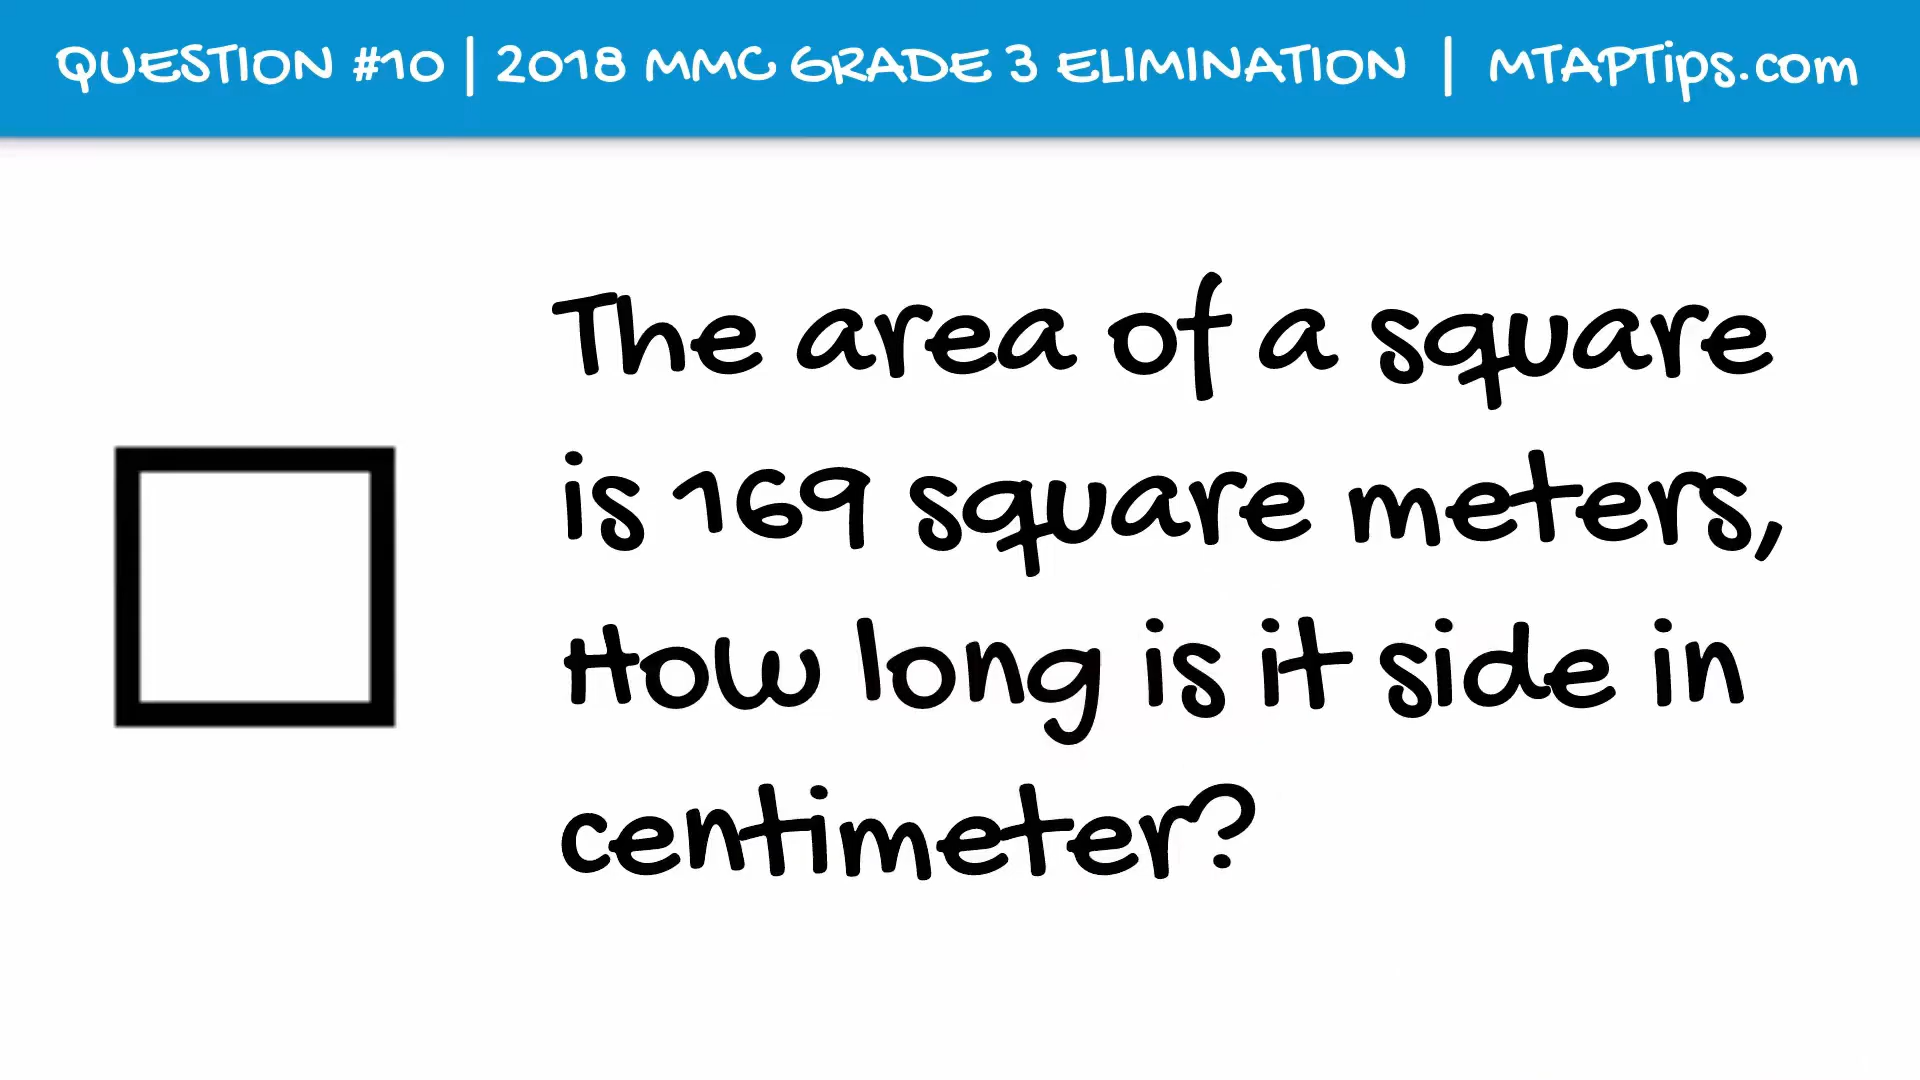 QUESTION #10 | 2018 MMC GRADE 3 ELIMINATION | MTAPTips.com
The area of a square
is 169 square meters,
How long is it side in
centimeter?